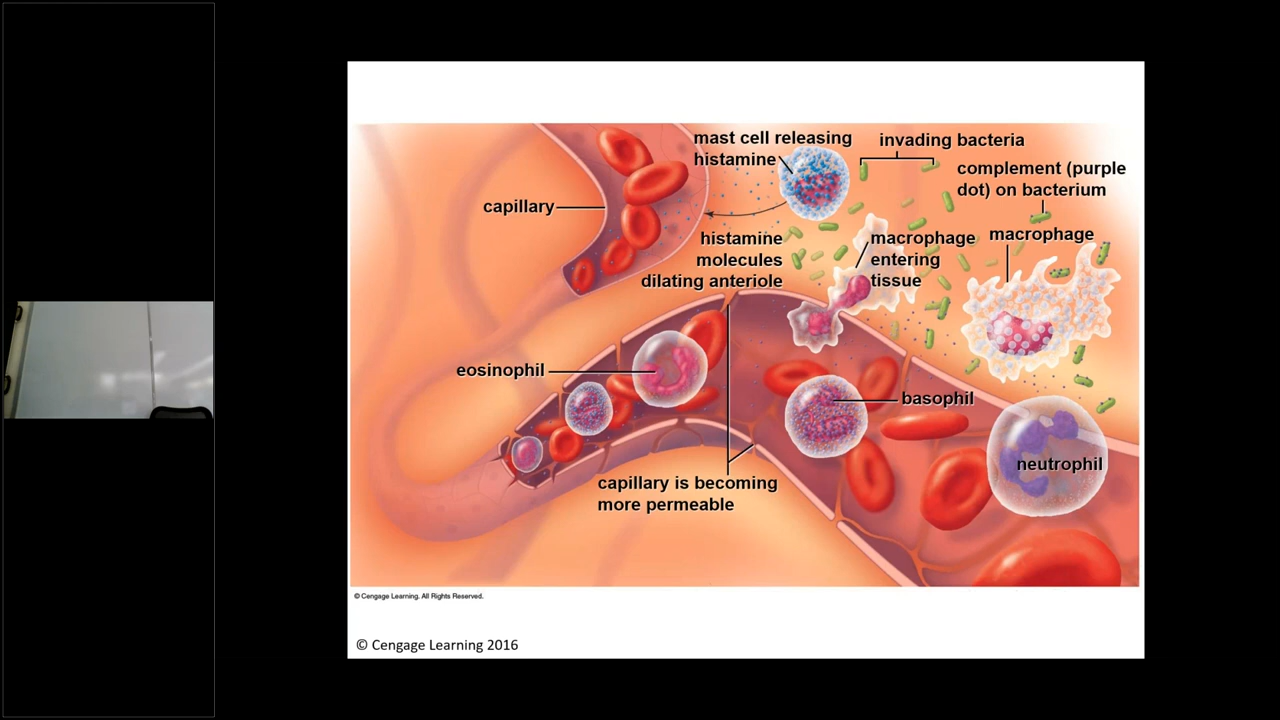 mast cell releasing
histamine
invading bacteria
complement (purple
dot) on bacterium
capillary
histamine
molecules
dilating anteriole
macrophage
entering
tissue
macrophage
eosinophil
basophil
neutrophil
capillary is becoming
more permeable
© Cengage Learning. All Rights Reserved.
© Cengage Learning 2016